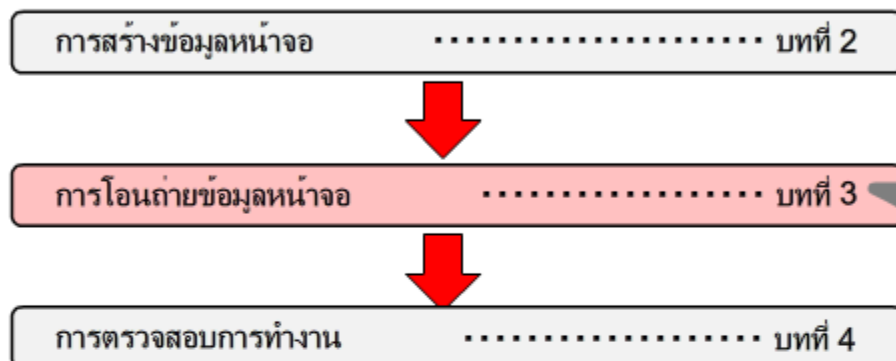 การสร้างข้อมูลหน้าจอ ····················· บทที่ 2
การโอนถ่ายข้อมูลหน้าจอ ·················· บทที่ 3
การตรวจสอบการทำงาน ··················· บทที่ 4